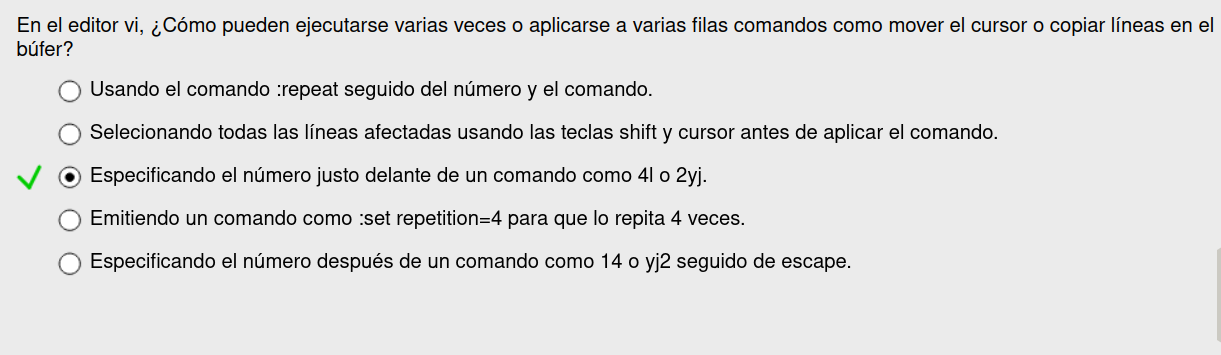 En el editor vi, ¿Cómo pueden ejecutarse varias veces o aplicarse a varias filas comandos como mover el cursor o copiar líneas en el
búfer?
Usando el comando :repeat seguido del número y el comando.
Selecionando todas las líneas afectadas usando las teclas shift y cursor antes de aplicar el comando.
Especificando el número justo delante de un comando como 4l o 2yj.
Emitiendo un comando como :set repetition=4 para que lo repita 4 veces.
Especificando el número después de un comando como 14 o yj2 seguido de escape.